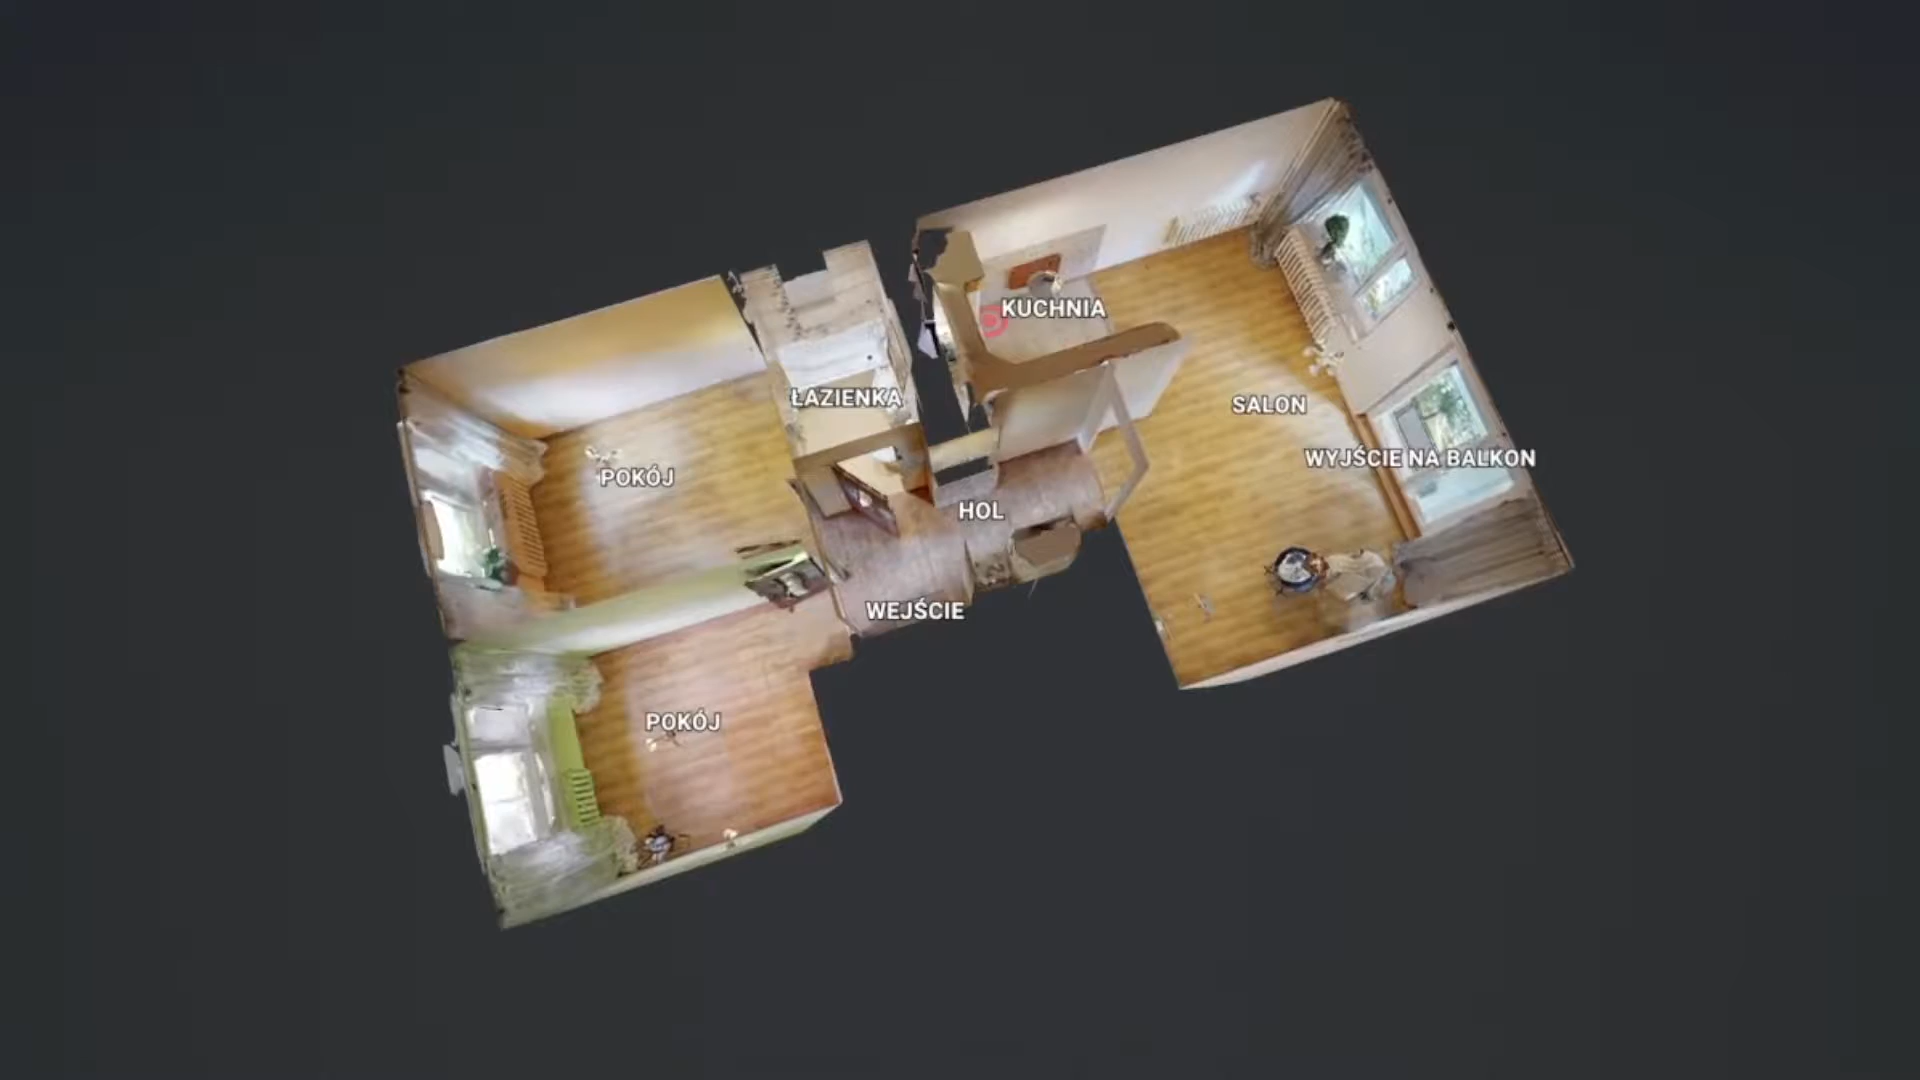 KUCHNIA
ŁAZIENKA
SALON
WYJŚCIE NA BALKON
POKÓJ
HOL
WEJŚCIE
POKÓJ